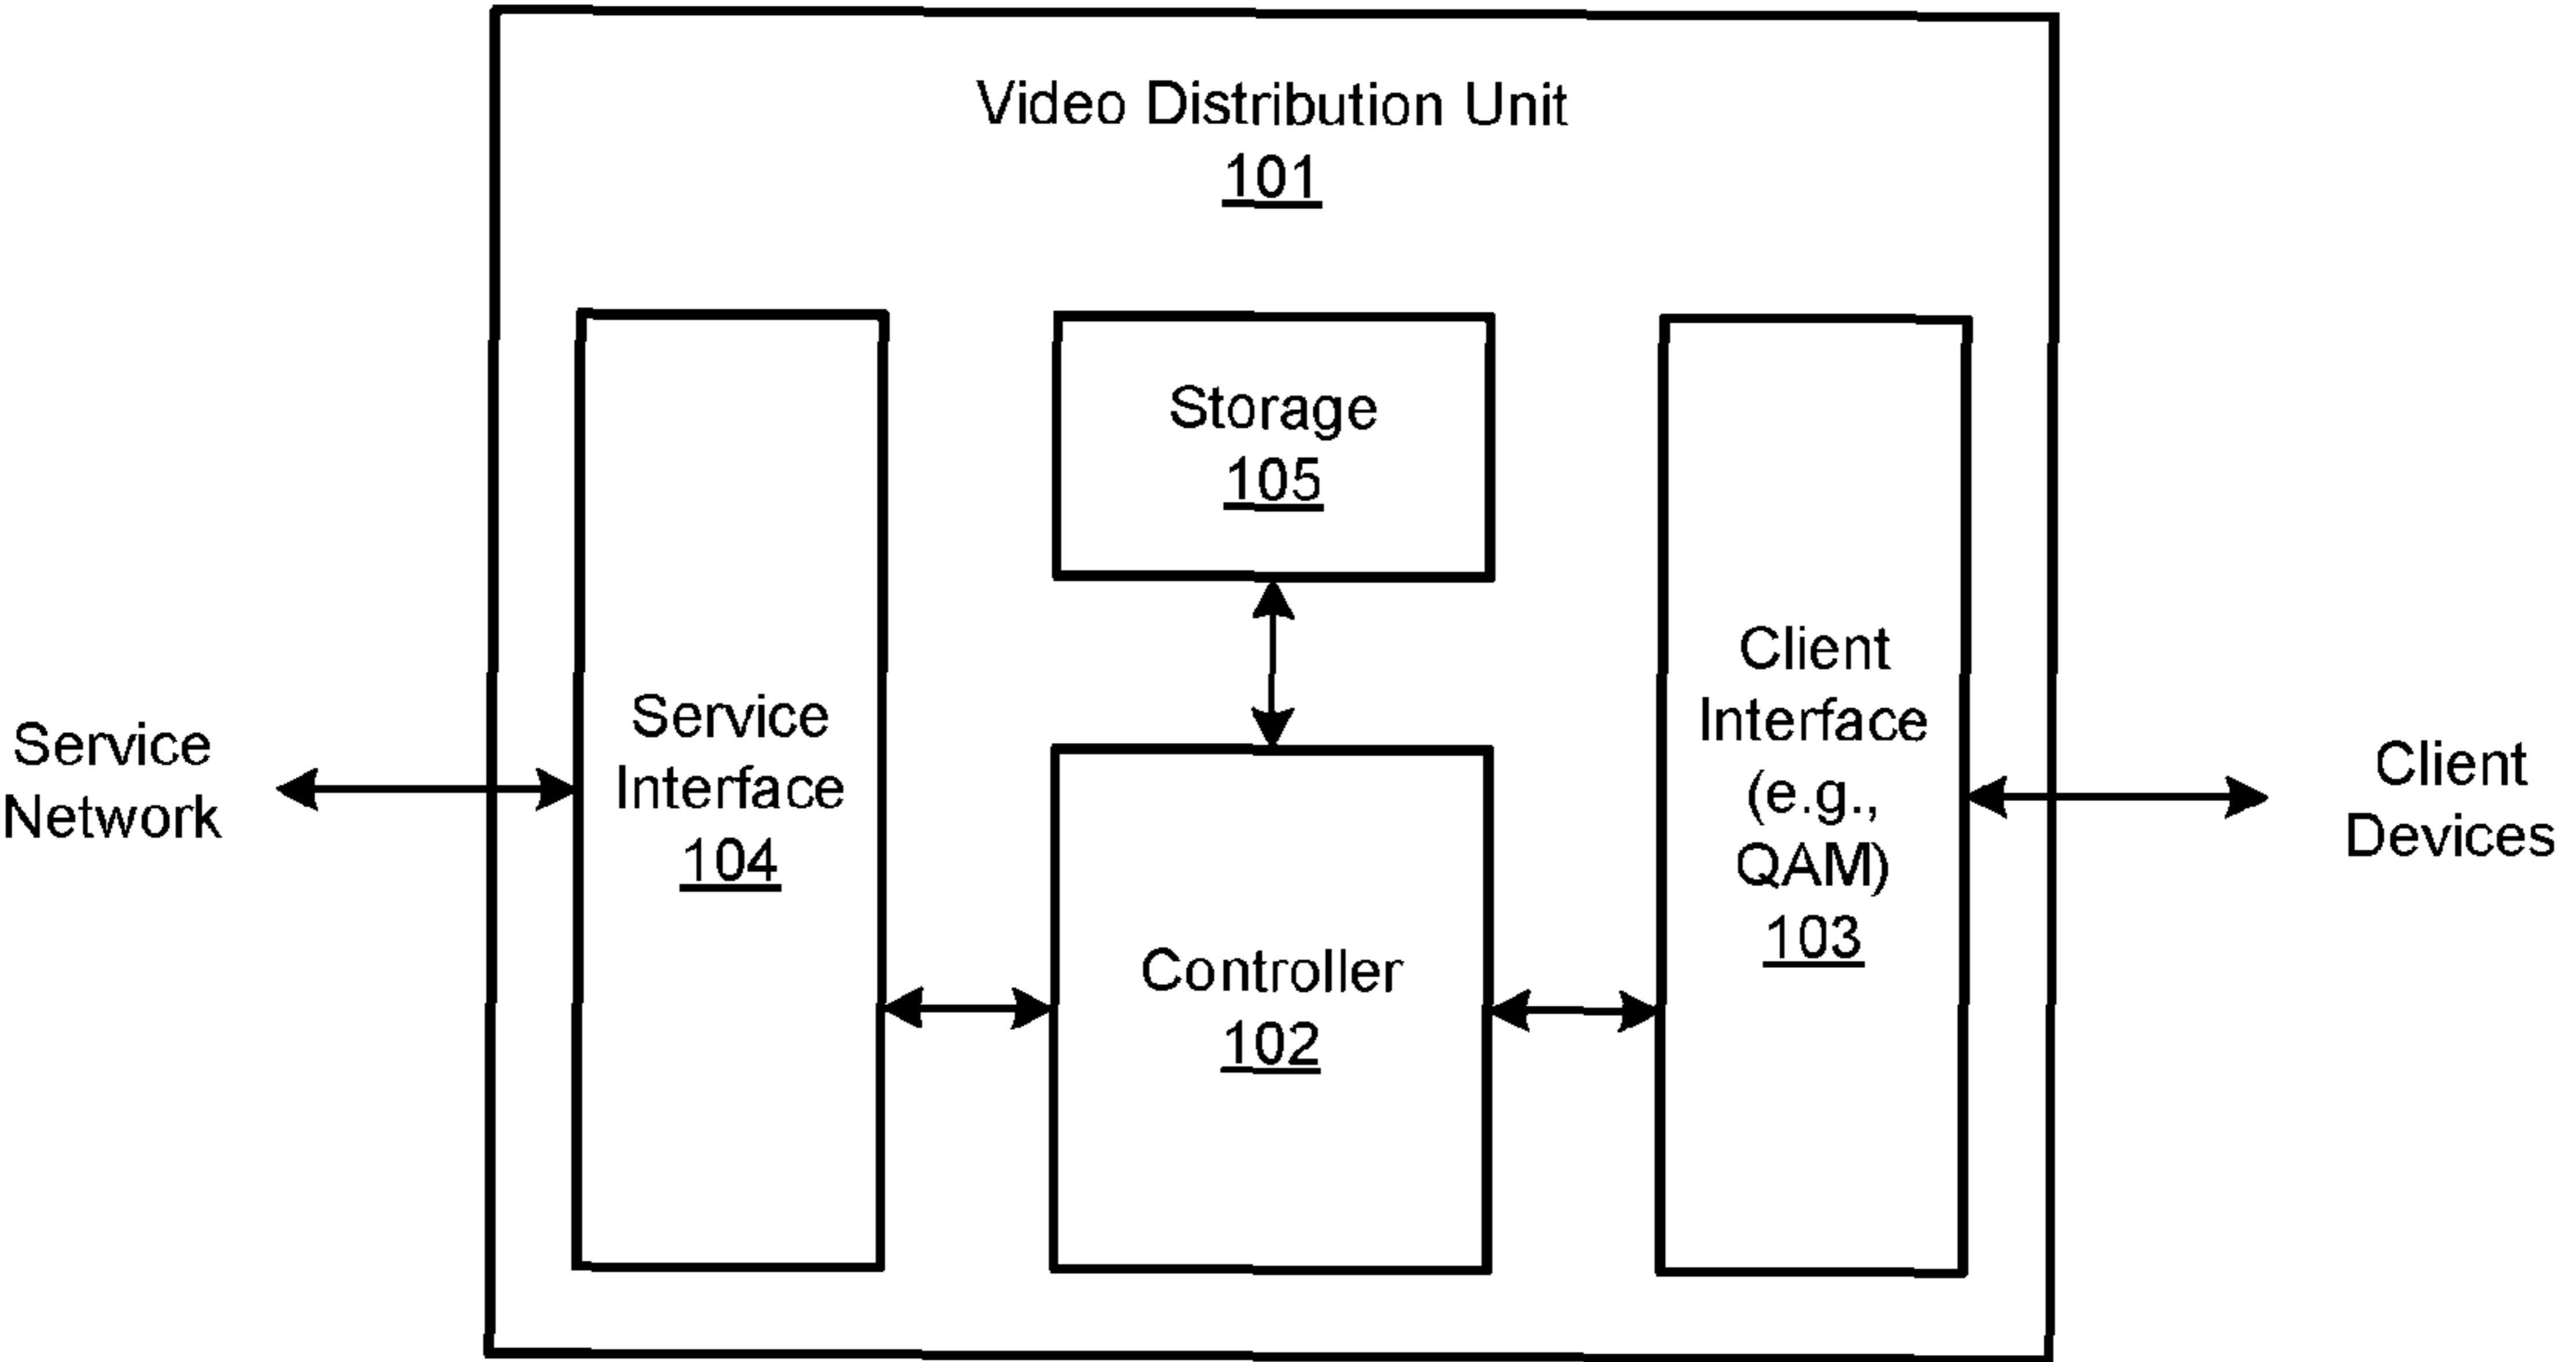 Video Distribution Unit
101
Storage
105
Service
Network
Service
Interface
104
Controller
102
Client
Interface
(e.g.,
QAM)
103
Client
Devices